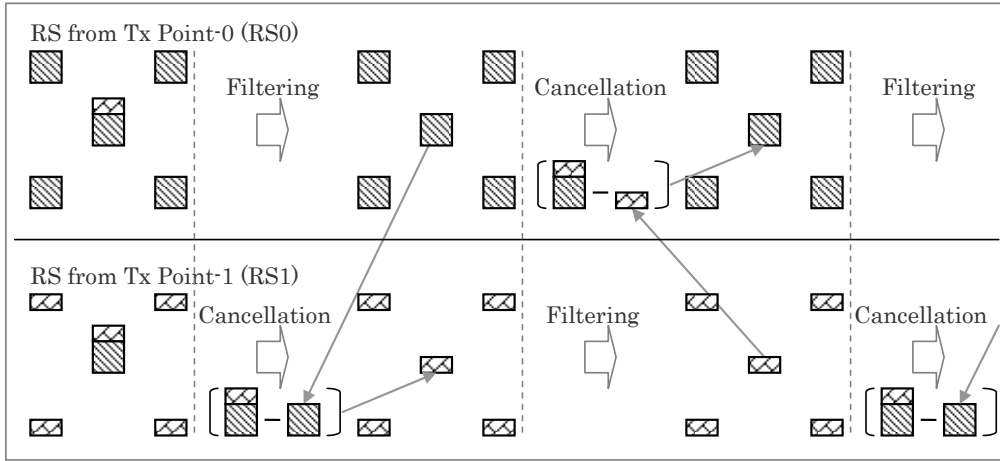 RS from Tx Point-0 (RS0)
Filtering
Cancellation
Filtering
RS from Tx Point-1 (RS1)
Cancellation
Filtering
Cancellation